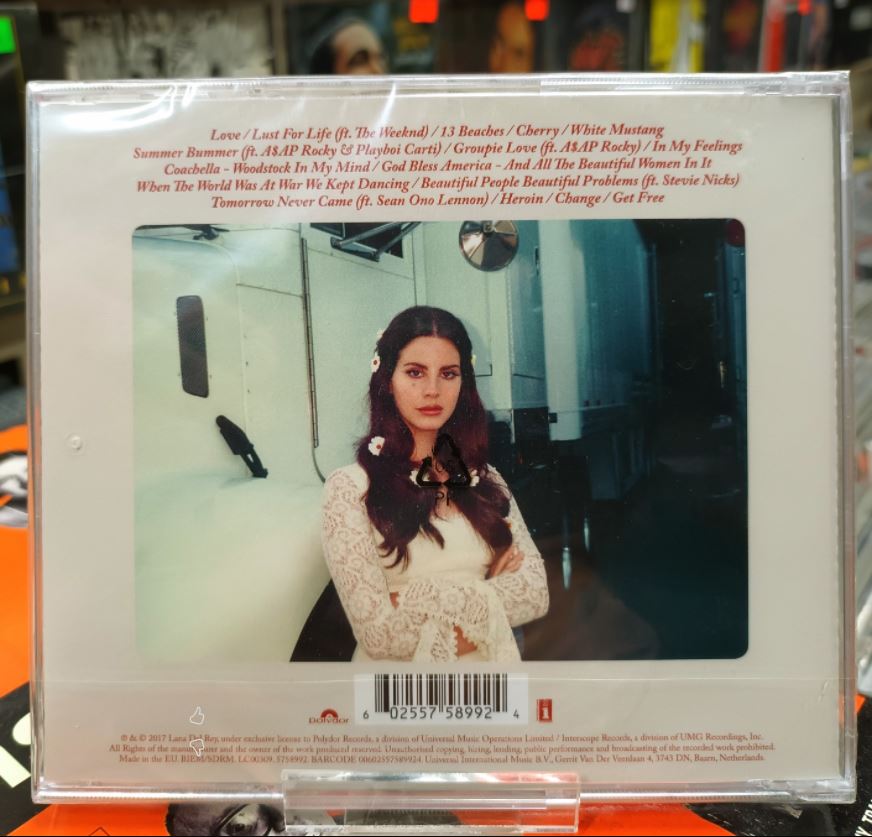 Love / Lust For Life (ft. The Weeknd) / 13 Beaches / Cherry / White Mustang
Summer Bummer (ft. A$AP Rocky & Playboi Carti) / Groupie Love (ft. A$AP Rocky) / In My Feelings
Coachella - Woodstock In My Mind / God Bless America - And All The Beautiful Women In It
When The World Was At War We Kept Dancing / Beautiful People Beautiful Problems (ft. Stevie Nicks)
Tomorrow Never Came (ft. Sean Ono Lennon) / Heroin / Change / Get Free
Polydor
6 02557 58992 4
℗ & © 2017 Lana Del Rey, under exclusive license to Polydor Records, a division of Universal Music Operations Limited / Interscope Records, a division of UMG Recordings, Inc.
All Rights of the manufacturer and the owner of the work produced reserved. Unauthorised copying, hiring, lending, public performance and broadcasting of the recorded work prohibited.
Made in the EU. BIEM/SDRM. LC00309. 5758992. BARCODE 00602557589924. Universal International Music B.V., Gerrit Van Der Veenlaan 4, 3743 DN, Baarn, Netherlands.